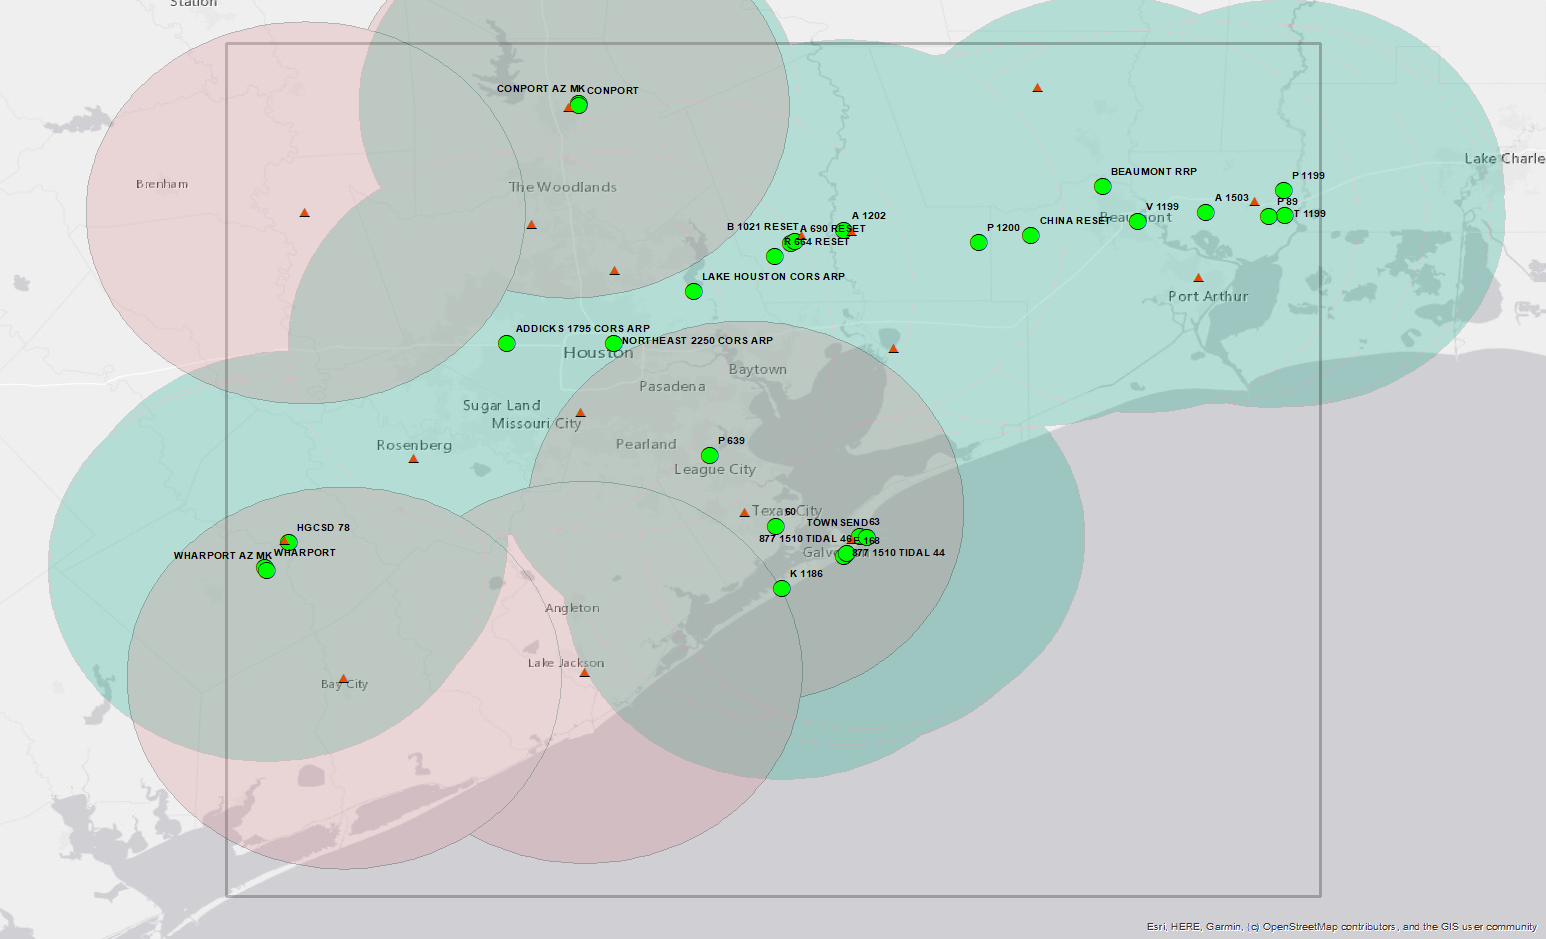 Station
CONPORT AZ MK
CONPORT
Lake Charle
BEAUMONT RRP
P 1199
Brenham
The Woodlands
A 1503
P 89
V 1199
T 1199
A 1202
Beaumont
CHINA RESET
B 1021 RESET
A 690 RESET
P 1200
R 664 RESET
LAKE HOUSTON CORS ARP
Port Arthur
ADDICKS 1795 CORS ARP
NORTHEAST 2250 CORS ARP
Houston
Baytown
Pasadena
Sugar Land
Missouri City
Rosenberg
Pearland
P 639
League City
Texas City
60
HGCSD 78
TOWNSEND
63
877 1510 TIDAL 46
E 168
WHARPORT AZ MK
WHARPORT
877 1510 TIDAL 44
K 1186
Angleton
Lake Jackson
Bay City
Esri, HERE, Garmin, (c) OpenStreetMap contributors, and the GIS user community